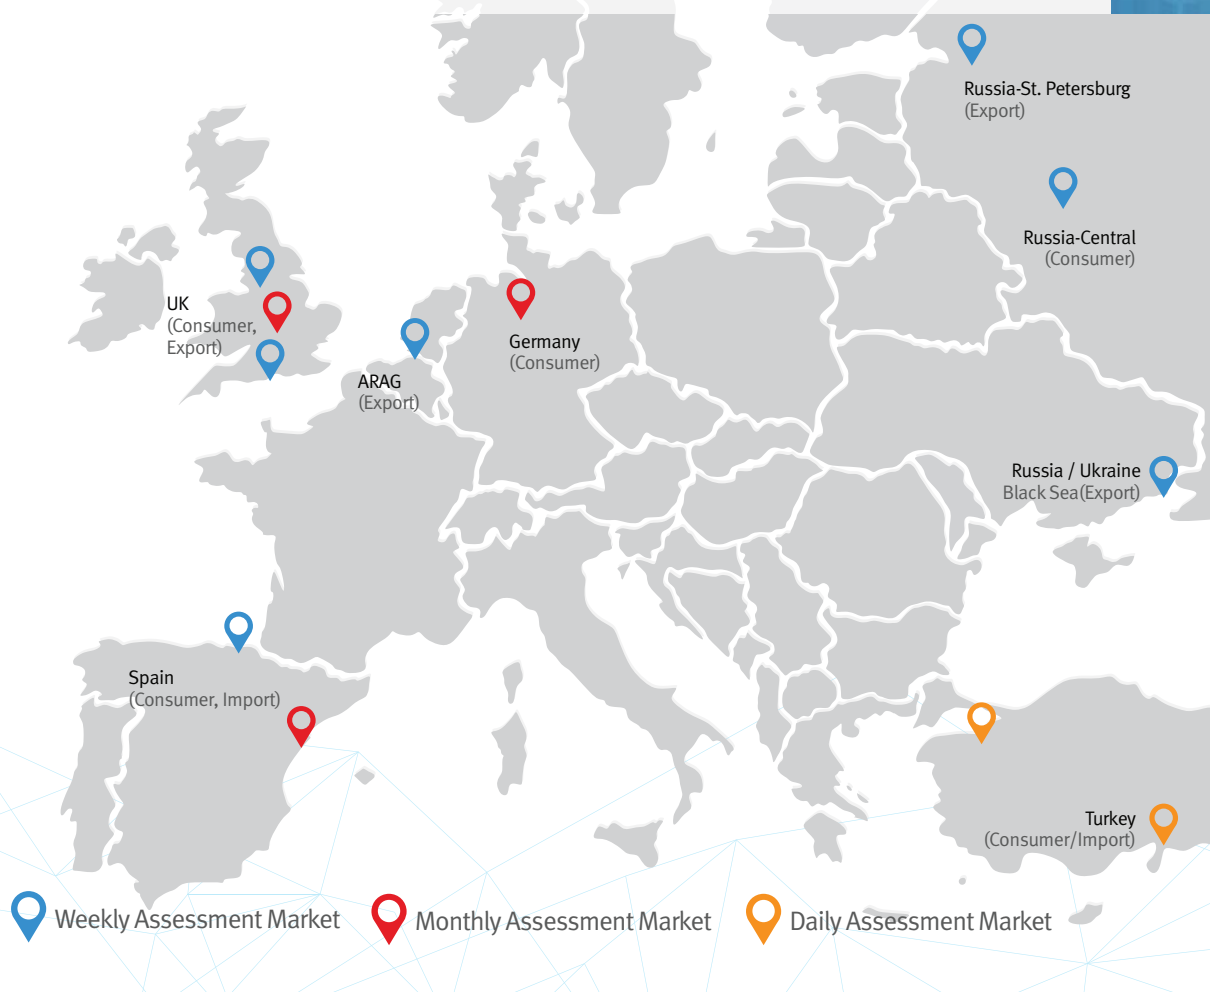 Russia-St. Petersburg
(Export)
Russia-Central
(Consumer)
UK
(Consumer,
Export)
Germany
(Consumer)
ARAG
(Export)
Russia / Ukraine
Black Sea(Export)
Spain
(Consumer, Import)
Turkey
(Consumer/Import)
Weekly Assessment Market
Monthly Assessment Market
Daily Assessment Market